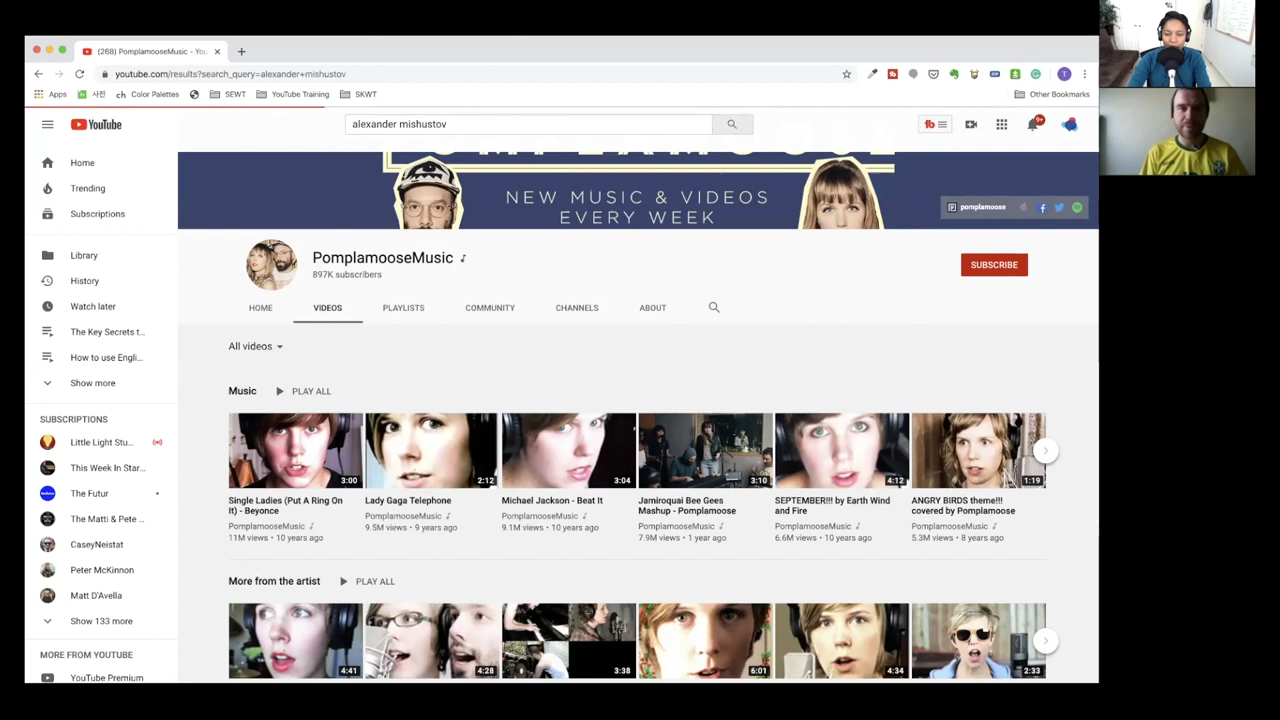 (268) PomplamooseMusic - You
youtube.com/results?search_query=alexander+mishustov
Apps
사전
ch Color Palettes
SEWT
YouTube Training
SKWT
Other Bookmarks
YouTube
alexander mishustov
tb
9+
Home
Trending
Subscriptions
Library
History
Watch later
The Key Secrets t...
How to use Engli...
Show more
SUBSCRIPTIONS
Little Light Stu...
This Week In Star...
The Futur
The Matti & Pete ...
CaseyNeistat
Peter McKinnon
Matt D'Avella
Show 133 more
MORE FROM YOUTUBE
YouTube Premium
NEW MUSIC & VIDEOS
EVERY WEEK
pomplamoose
PomplamooseMusic
897K subscribers
SUBSCRIBE
HOME
VIDEOS
PLAYLISTS
COMMUNITY
CHANNELS
ABOUT
All videos
Music
PLAY ALL
3:00
2:12
3:04
3:10
4:12
1:19
Single Ladies (Put A Ring On
It) - Beyonce
PomplamooseMusic
11M views • 10 years ago
Lady Gaga Telephone
PomplamooseMusic
9.5M views • 9 years ago
Michael Jackson - Beat It
PomplamooseMusic
9.1M views • 10 years ago
Jamiroquai Bee Gees
Mashup - Pomplamoose
PomplamooseMusic
7.9M views • 1 year ago
SEPTEMBER!!! by Earth Wind
and Fire
PomplamooseMusic
6.6M views • 10 years ago
ANGRY BIRDS theme!!!
covered by Pomplamoose
PomplamooseMusic
5.3M views • 8 years ago
More from the artist
PLAY ALL
4:41
4:28
3:38
6:01
4:34
2:33